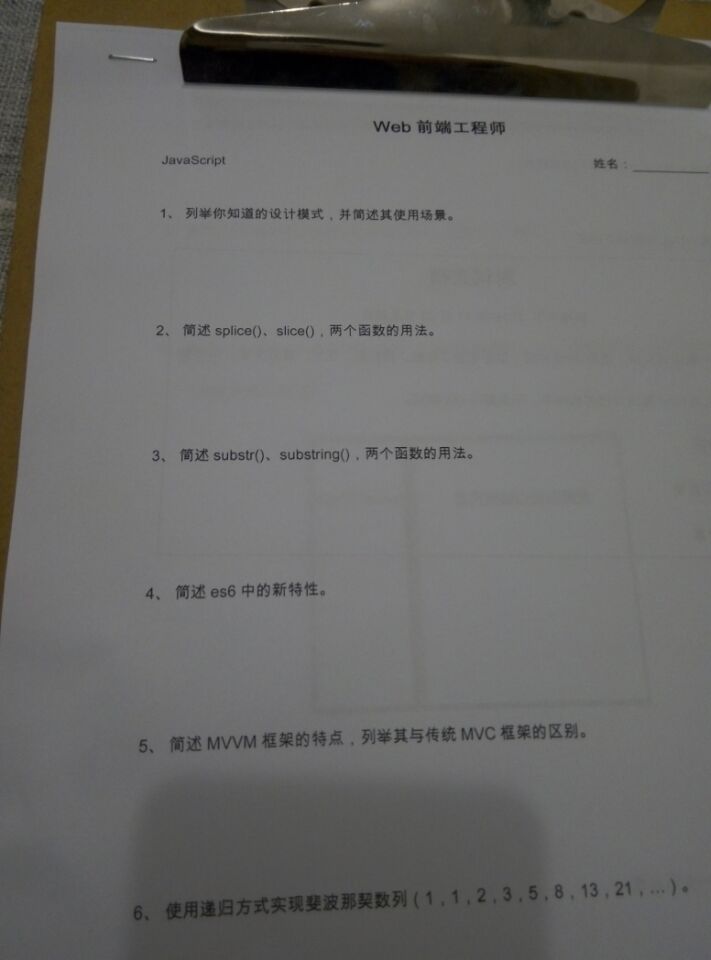 Web 前端工程师
JavaScript 姓名：
1、 列举你知道的设计模式，并简述其使用场景。
2、 简述 splice()、slice()，两个函数的用法。
3、 简述 substr()、substring()，两个函数的用法。
4、 简述 es6 中的新特性。
5、 简述 MVVM 框架的特点，列举其与传统 MVC 框架的区别。
6、 使用递归方式实现斐波那契数列（1，1，2，3，5，8，13，21，…）。